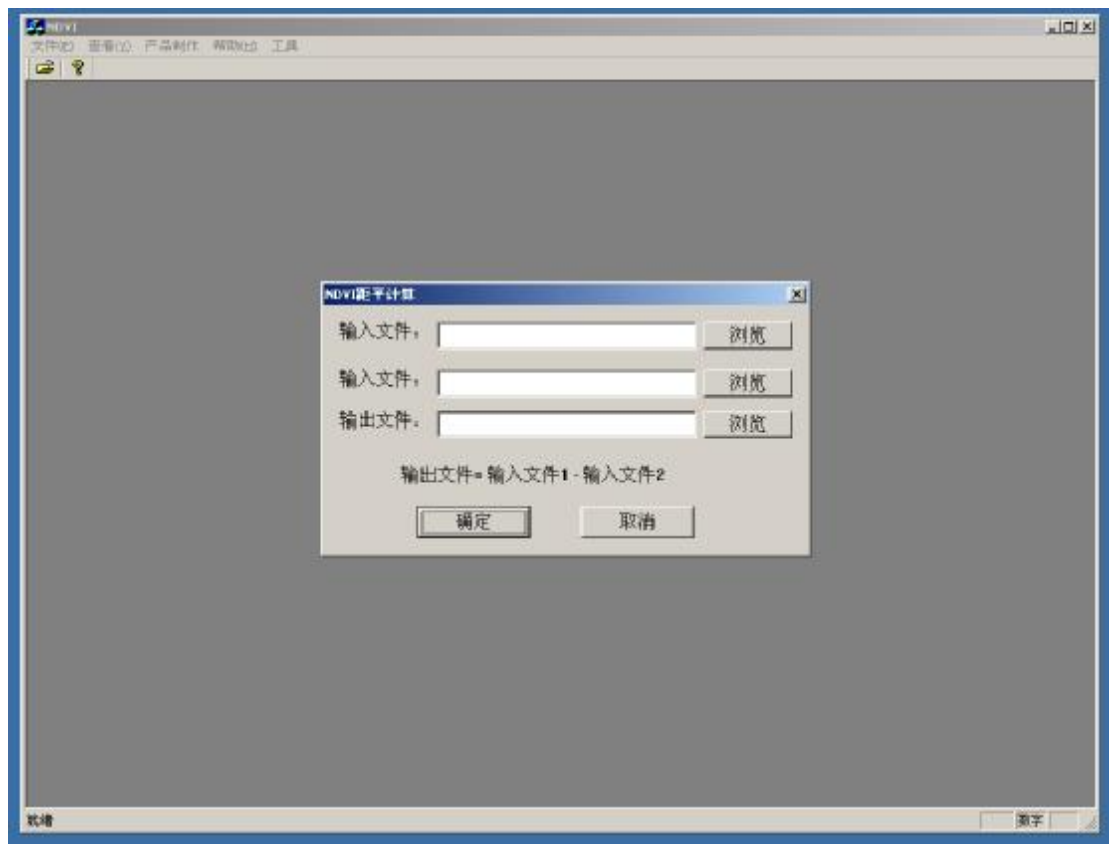 NDVI
文件(F) 查看(V) 产品制作 帮助(H) 工具
NDVI距平计算
输入文件: 浏览
输入文件: 浏览
输出文件: 浏览
输出文件= 输入文件1 - 输入文件2
确定 取消
就绪 数字